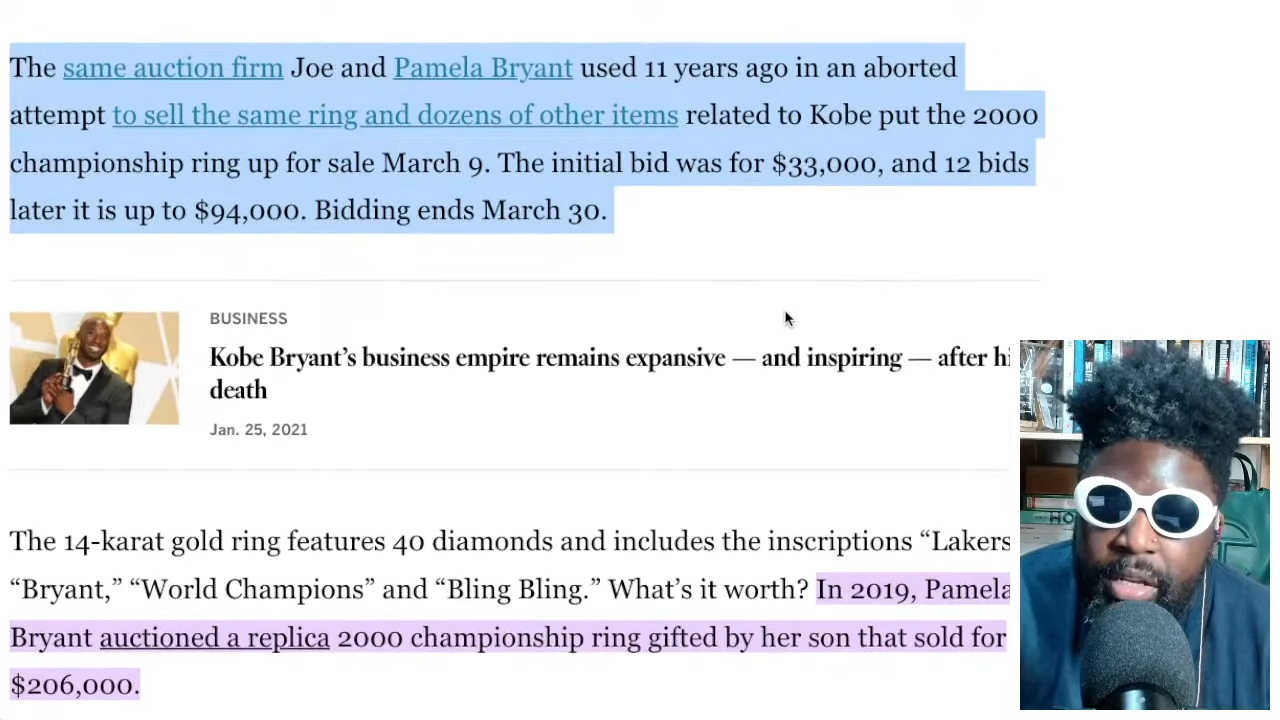 The same auction firm Joe and Pamela Bryant used 11 years ago in an aborted
attempt to sell the same ring and dozens of other items related to Kobe put the 2000
championship ring up for sale March 9. The initial bid was for $33,000, and 12 bids
later it is up to $94,000. Bidding ends March 30.
BUSINESS
Kobe Bryant’s business empire remains expansive — and inspiring — after hi
death
Jan. 25, 2021
The 14-karat gold ring features 40 diamonds and includes the inscriptions “Lakers
“Bryant,” “World Champions” and “Bling Bling.” What’s it worth? In 2019, Pamela
Bryant auctioned a replica 2000 championship ring gifted by her son that sold for
$206,000.